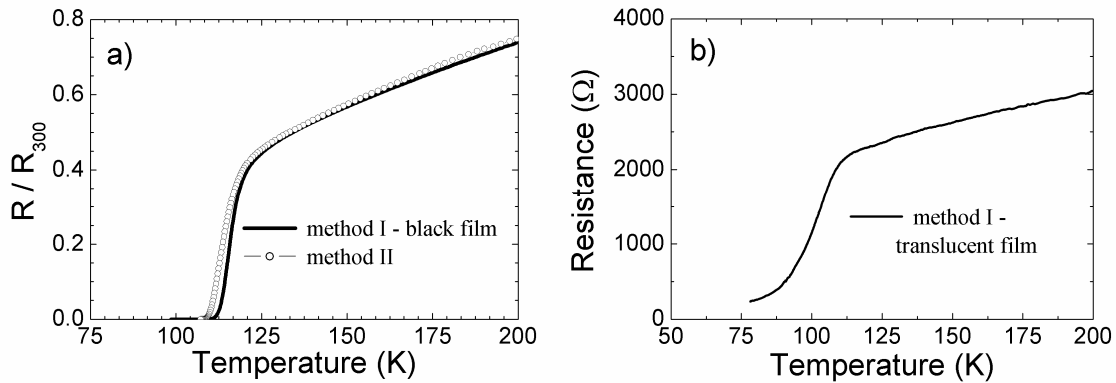 a)
R / R300
0.8
0.6
0.4
0.2
0.0
method I - black film
method II
75 100 125 150 175 200
Temperature (K)
b)
Resistance (Ω)
4000
3000
2000
1000
0
method I -
translucent film
50 75 100 125 150 175 200
Temperature (K)